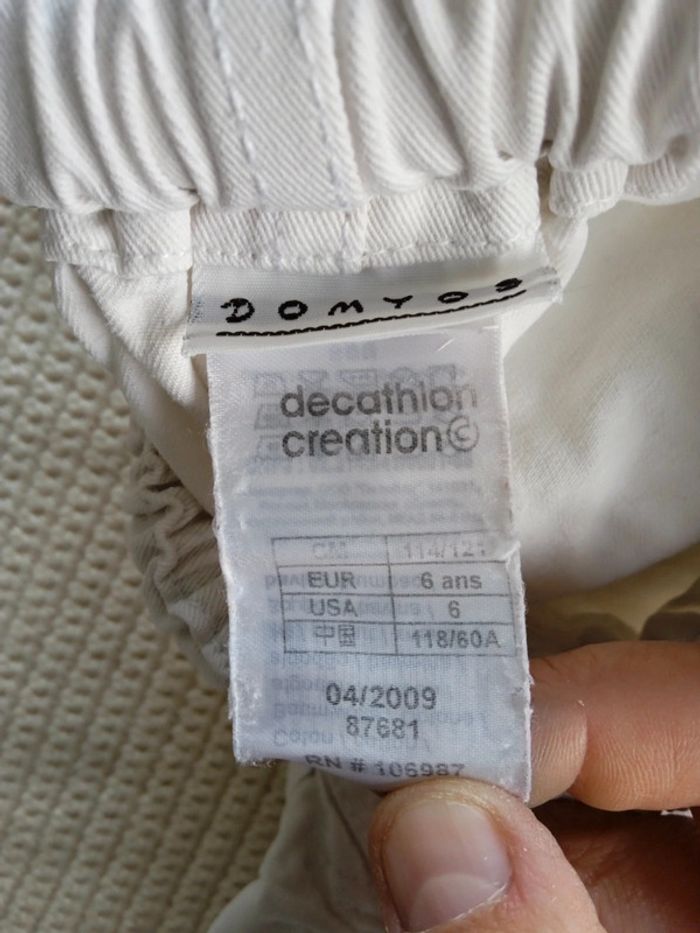 DOMYOS
decathlon
creation©
CM 114/121
EUR 6 ans
USA 6
中国 118/60A
04/2009
87681
RN # 106987